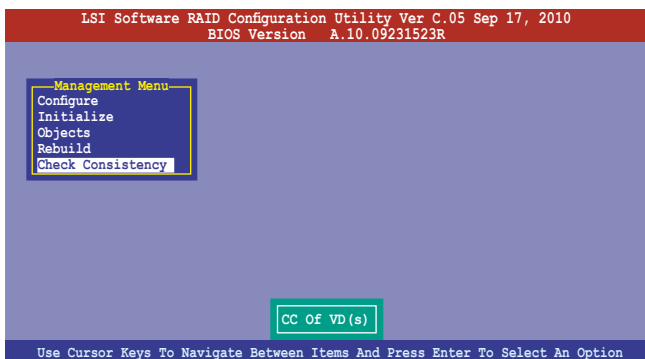 LSI Software RAID Configuration Utility Ver C.05 Sep 17, 2010
BIOS Version A.10.09231523R
Management Menu
Configure
Initialize
Objects
Rebuild
Check Consistency
CC Of VD(s)
Use Cursor Keys To Navigate Between Items And Press Enter To Select An Option